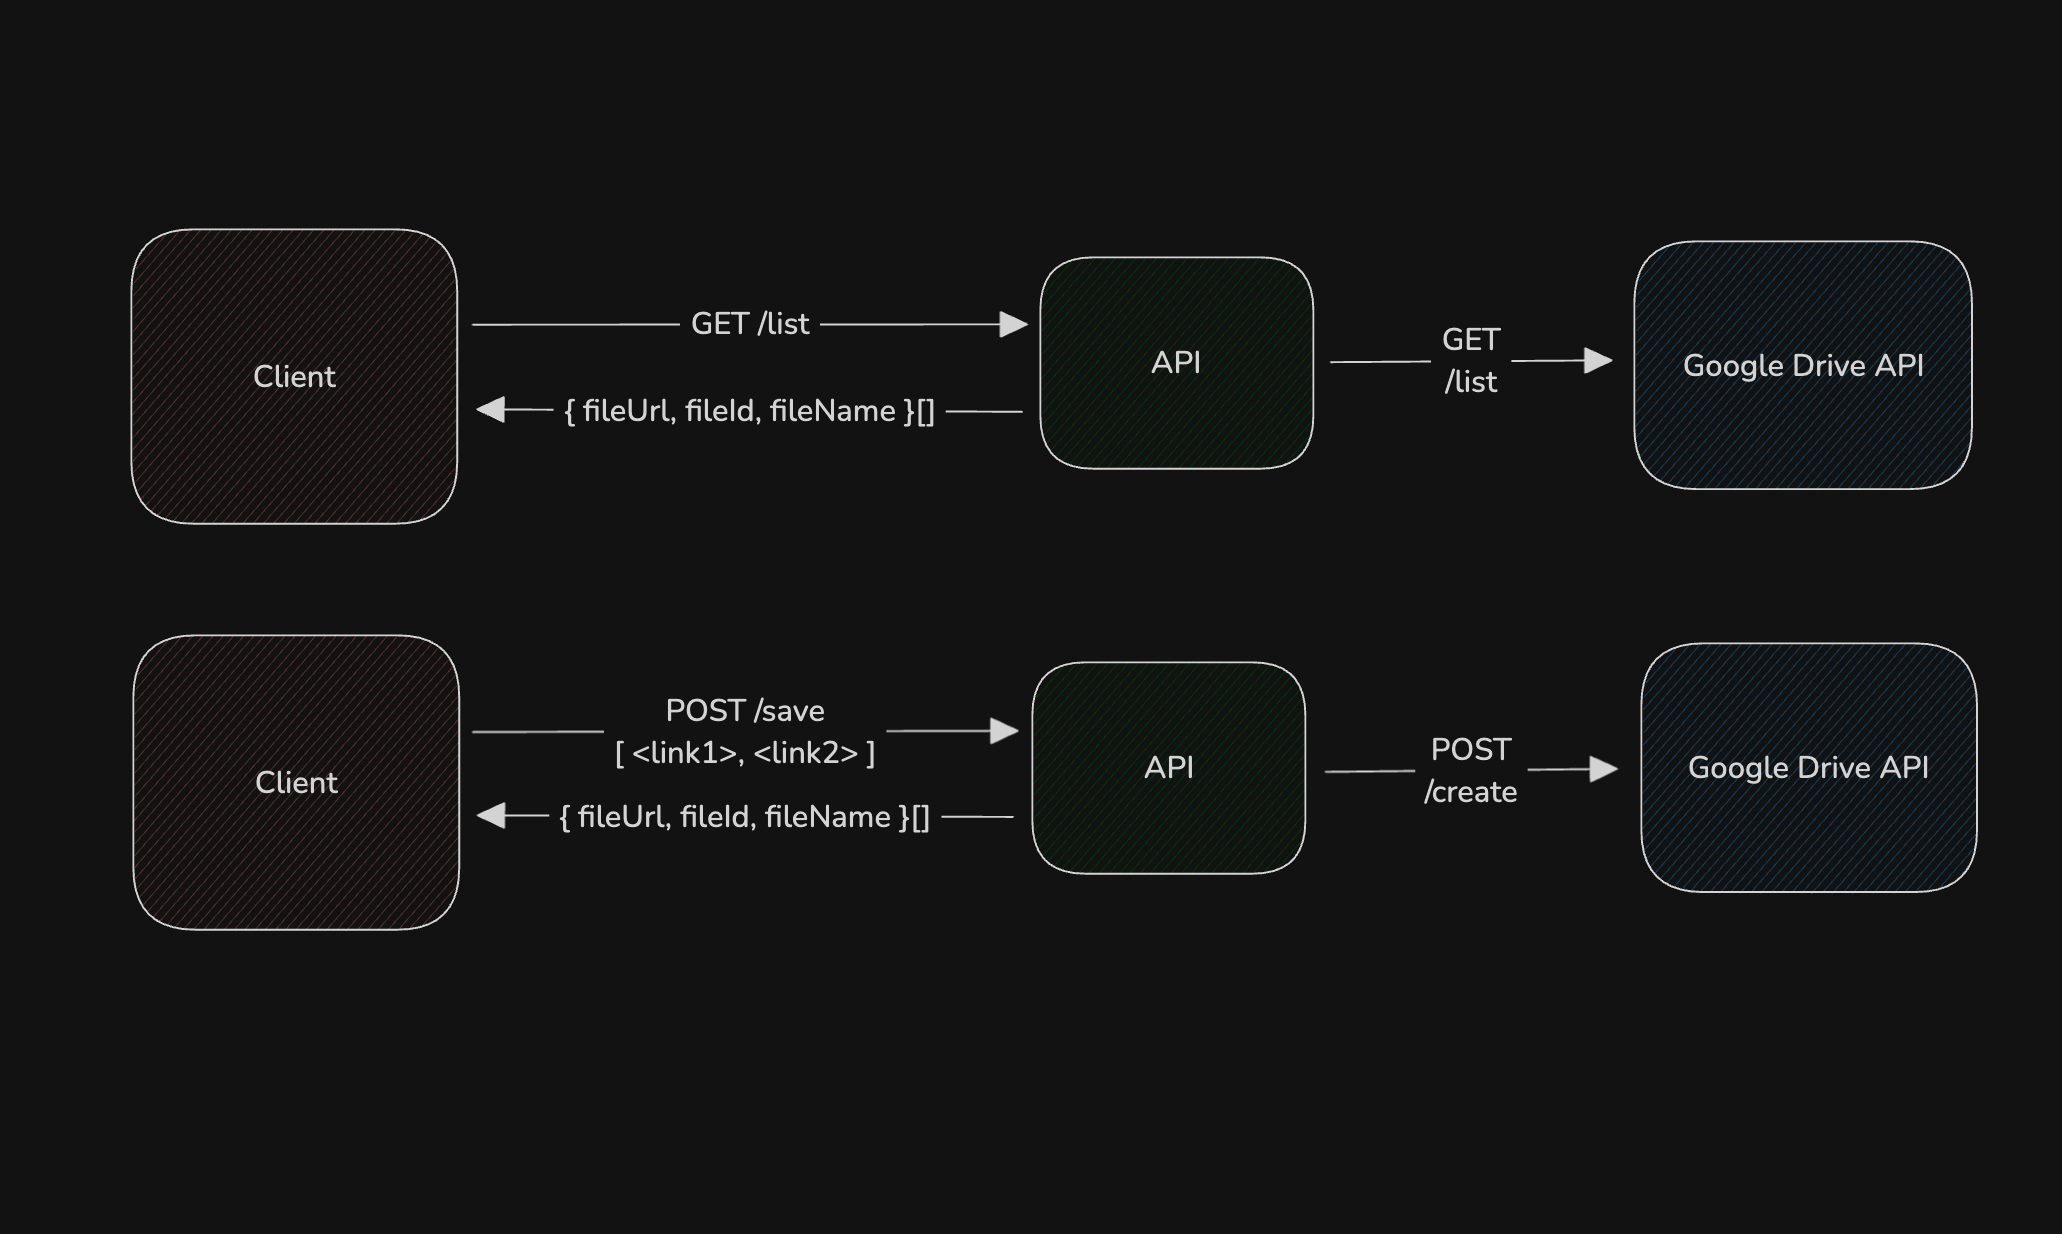 Client
GET /list
{ fileUrl, fileId, fileName }[]
API
GET
/list
Google Drive API
Client
POST /save
[ <link1>, <link2> ]
{ fileUrl, fileId, fileName }[]
API
POST
/create
Google Drive API